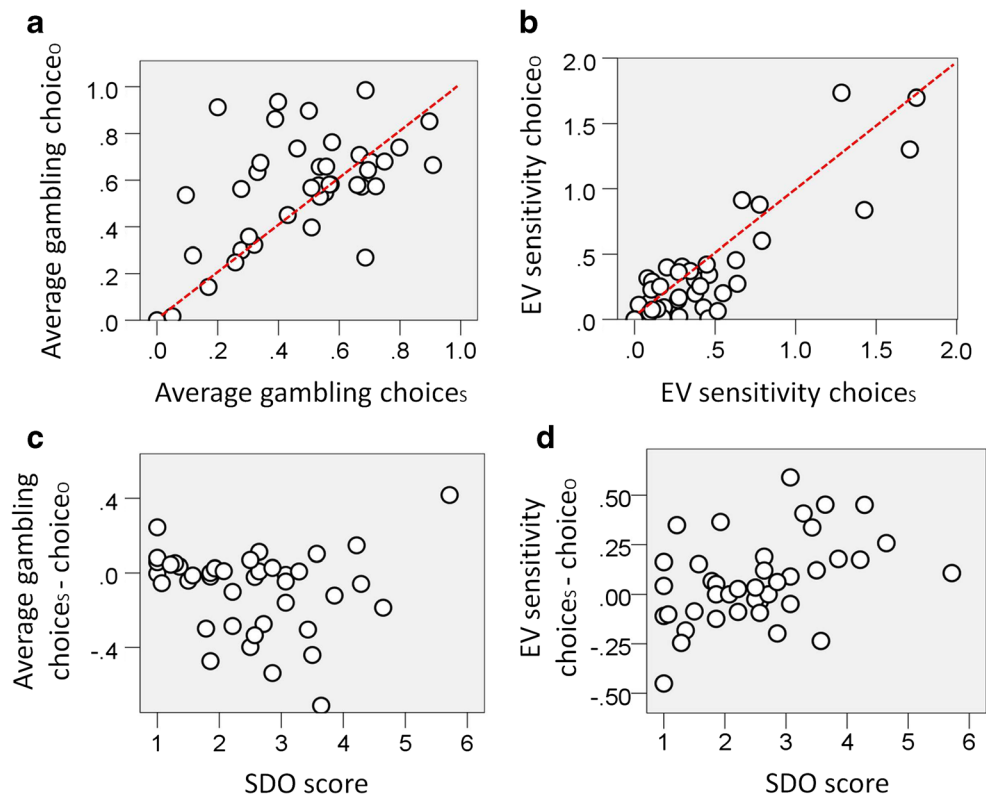 a
Average gambling choiceo
1.0
.8
.6
.4
.2
.0
.0 .2 .4 .6 .8 1.0
Average gambling choices
b
EV sensitivity choiceo
2.0
1.5
1.0
.5
.0
.0 .5 1.0 1.5 2.0
EV sensitivity choices
c
Average gambling
choices - choiceo
.4
.0
-.4
1 2 3 4 5 6
SDO score
d
EV sensitivity
choices - choiceo
.50
.25
.00
-.25
-.50
1 2 3 4 5 6
SDO score